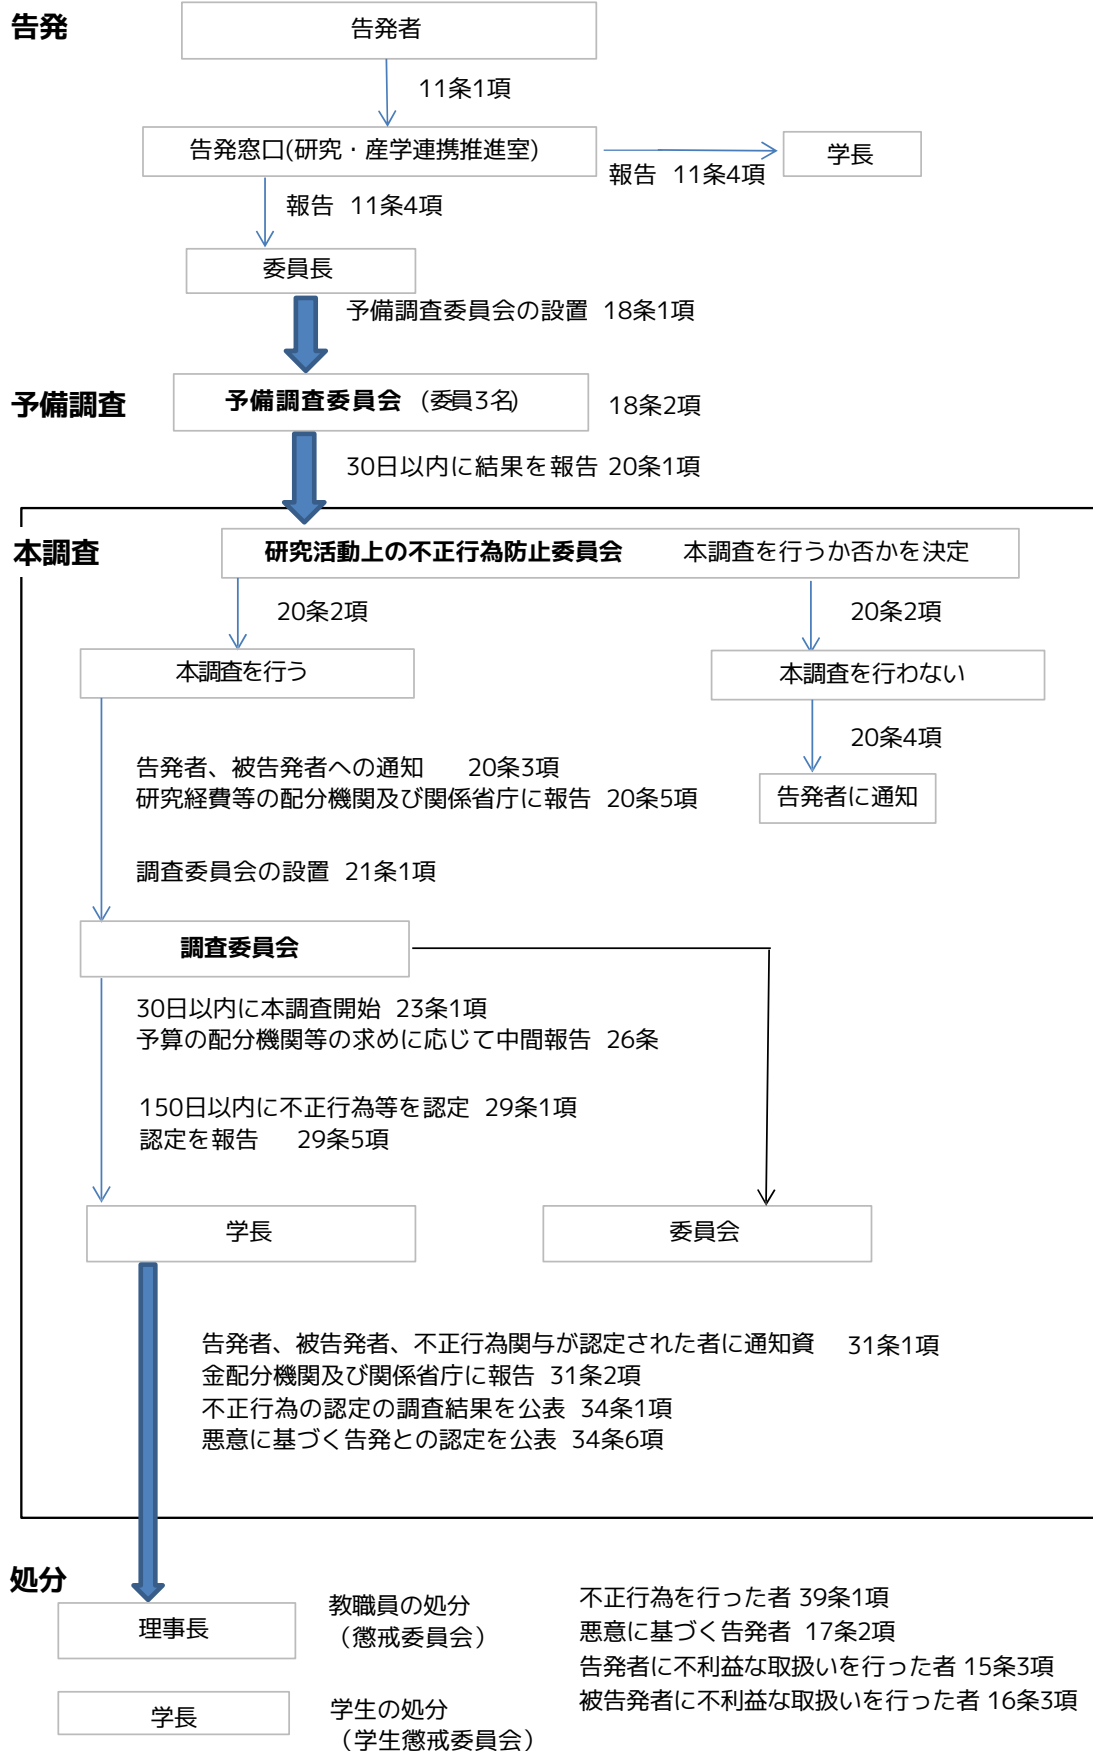 告発
告発者
11条1項
告発窓口(研究・産学連携推進室)
学長
報告 11条4項
報告 11条4項
委員長
予備調査委員会の設置 18条1項
予備調査
予備調査委員会 (委員3名)
18条2項
30日以内に結果を報告 20条1項
本調査
研究活動上の不正行為防止委員会 本調査を行うか否かを決定
20条2項
20条2項
本調査を行う
本調査を行わない
20条4項
告発者、被告発者への通知 20条3項
研究経費等の配分機関及び関係省庁に報告 20条5項
告発者に通知
調査委員会の設置 21条1項
調査委員会
30日以内に本調査開始 23条1項
予算の配分機関等の求めに応じて中間報告 26条
150日以内に不正行為等を認定 29条1項
認定を報告 29条5項
学長
委員会
告発者、被告発者、不正行為関与が認定された者に通知資 31条1項
金配分機関及び関係省庁に報告 31条2項
不正行為の認定の調査結果を公表 34条1項
悪意に基づく告発との認定を公表 34条6項
処分
理事長
教職員の処分
（懲戒委員会）
不正行為を行った者 39条1項
悪意に基づく告発者 17条2項
告発者に不利益な取扱いを行った者 15条3項
被告発者に不利益な取扱いを行った者 16条3項
学長
学生の処分
（学生懲戒委員会）